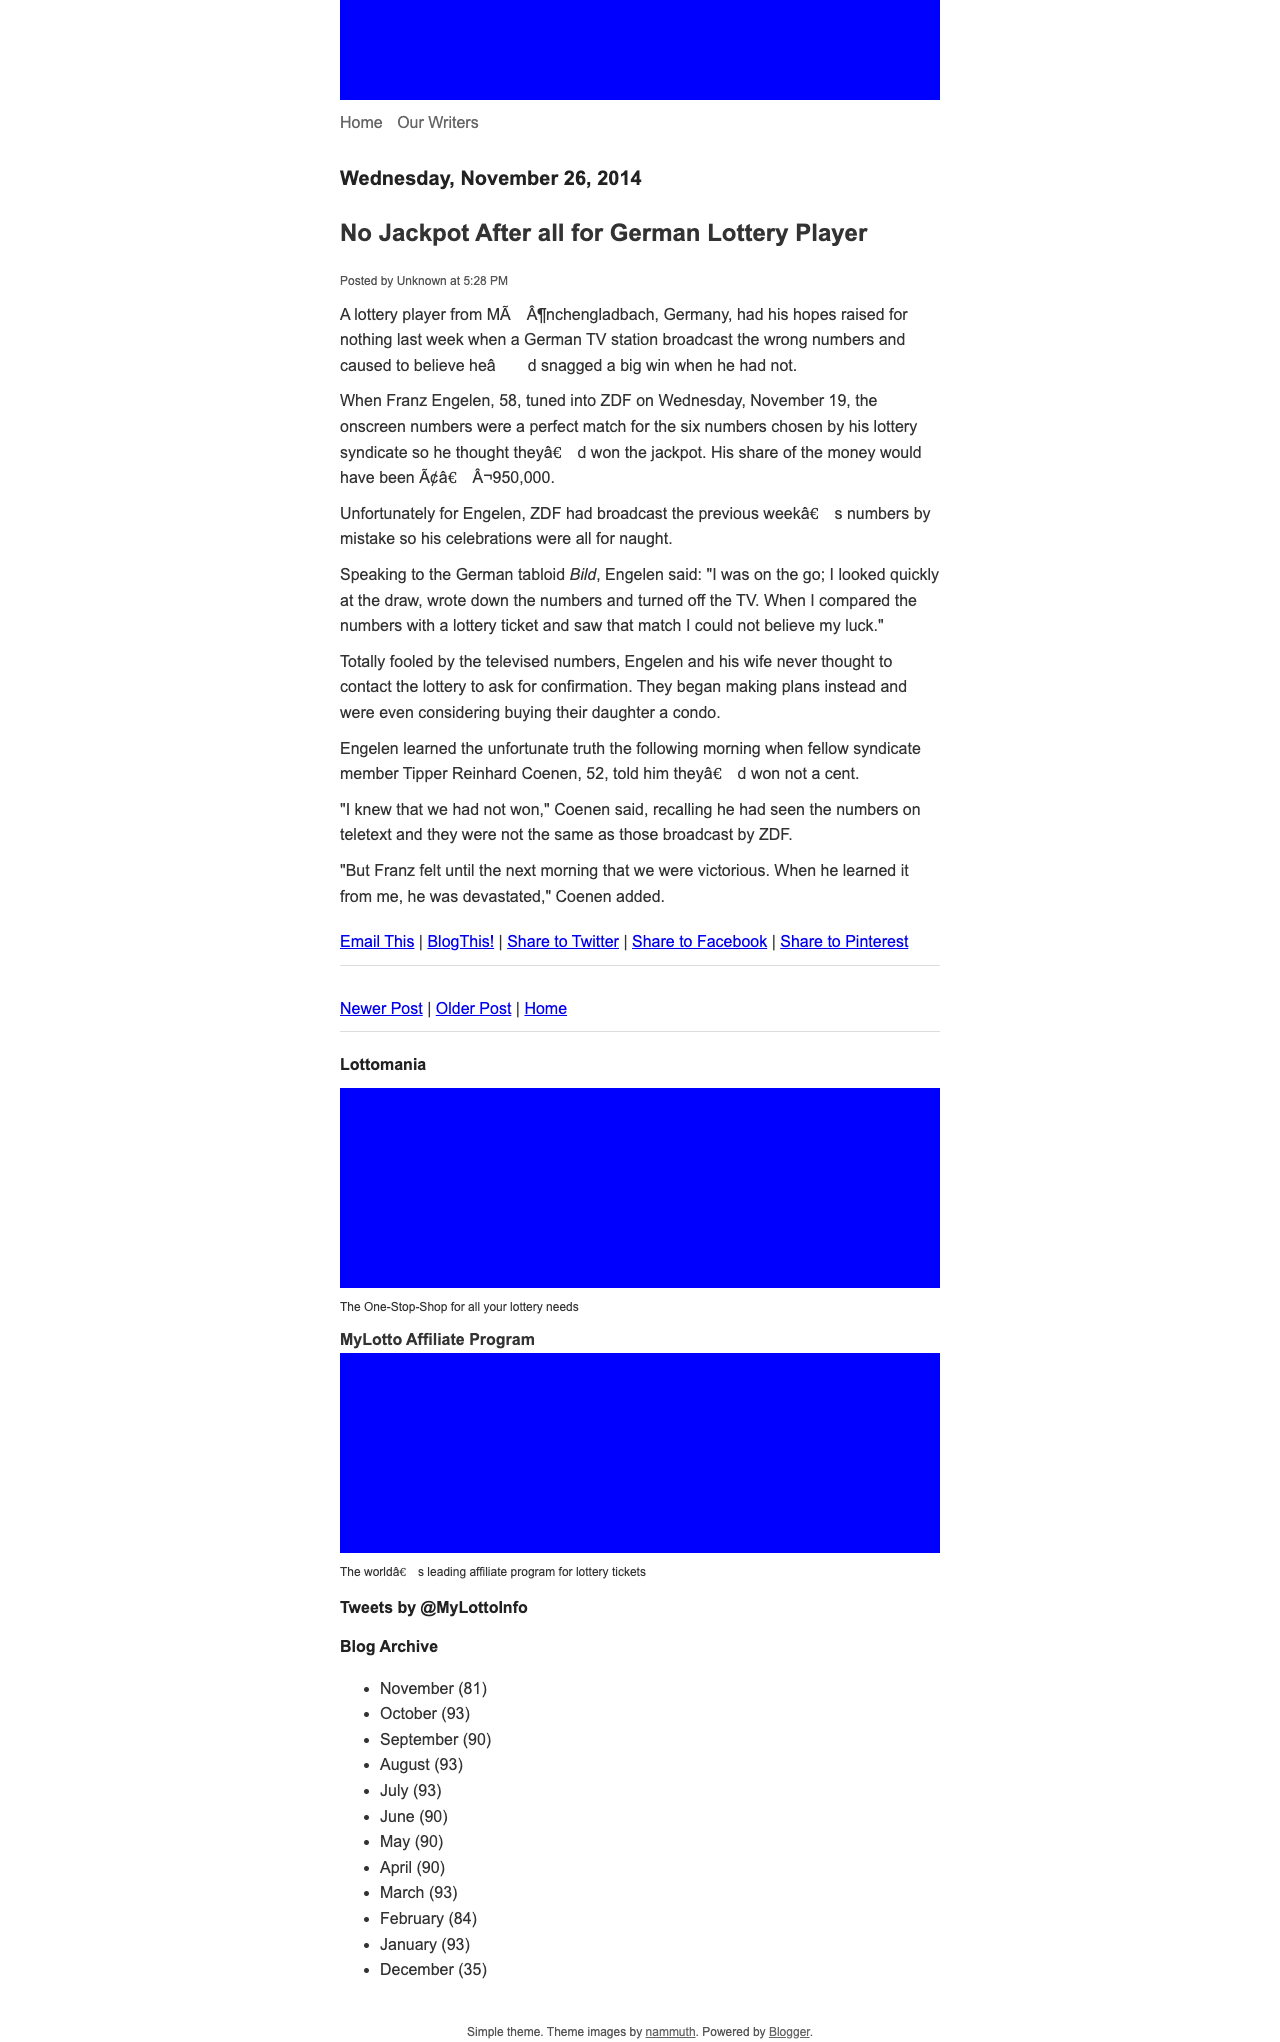 Home Our Writers
Wednesday, November 26, 2014
No Jackpot After all for German Lottery Player
Posted by Unknown at 5:28 PM
A lottery player from MÃ Â¶nchengladbach, Germany, had his hopes raised for
nothing last week when a German TV station broadcast the wrong numbers and
caused to believe heâ d snagged a big win when he had not.
When Franz Engelen, 58, tuned into ZDF on Wednesday, November 19, the
onscreen numbers were a perfect match for the six numbers chosen by his lottery
syndicate so he thought theyâ€ d won the jackpot. His share of the money would
have been Ã¢â€ Â¬950,000.
Unfortunately for Engelen, ZDF had broadcast the previous weekâ€ s numbers by
mistake so his celebrations were all for naught.
Speaking to the German tabloid Bild, Engelen said: "I was on the go; I looked quickly
at the draw, wrote down the numbers and turned off the TV. When I compared the
numbers with a lottery ticket and saw that match I could not believe my luck."
Totally fooled by the televised numbers, Engelen and his wife never thought to
contact the lottery to ask for confirmation. They began making plans instead and
were even considering buying their daughter a condo.
Engelen learned the unfortunate truth the following morning when fellow syndicate
member Tipper Reinhard Coenen, 52, told him theyâ€ d won not a cent.
"I knew that we had not won," Coenen said, recalling he had seen the numbers on
teletext and they were not the same as those broadcast by ZDF.
"But Franz felt until the next morning that we were victorious. When he learned it
from me, he was devastated," Coenen added.
Email This | BlogThis! | Share to Twitter | Share to Facebook | Share to Pinterest
Newer Post | Older Post | Home
Lottomania
The One-Stop-Shop for all your lottery needs
MyLotto Affiliate Program
The worldâ€ s leading affiliate program for lottery tickets
Tweets by @MyLottoInfo
Blog Archive
• November (81)
• October (93)
• September (90)
• August (93)
• July (93)
• June (90)
• May (90)
• April (90)
• March (93)
• February (84)
• January (93)
• December (35)
Simple theme. Theme images by nammuth. Powered by Blogger.